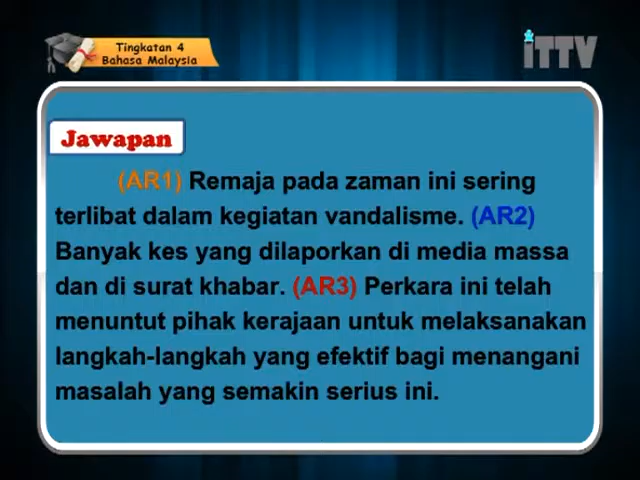 Tingkatan 4
Bahasa Malaysia
iTTV
Jawapan
(AR1) Remaja pada zaman ini sering
terlibat dalam kegiatan vandalisme. (AR2)
Banyak kes yang dilaporkan di media massa
dan di surat khabar. (AR3) Perkara ini telah
menuntut pihak kerajaan untuk melaksanakan
langkah-langkah yang efektif bagi menangani
masalah yang semakin serius ini.